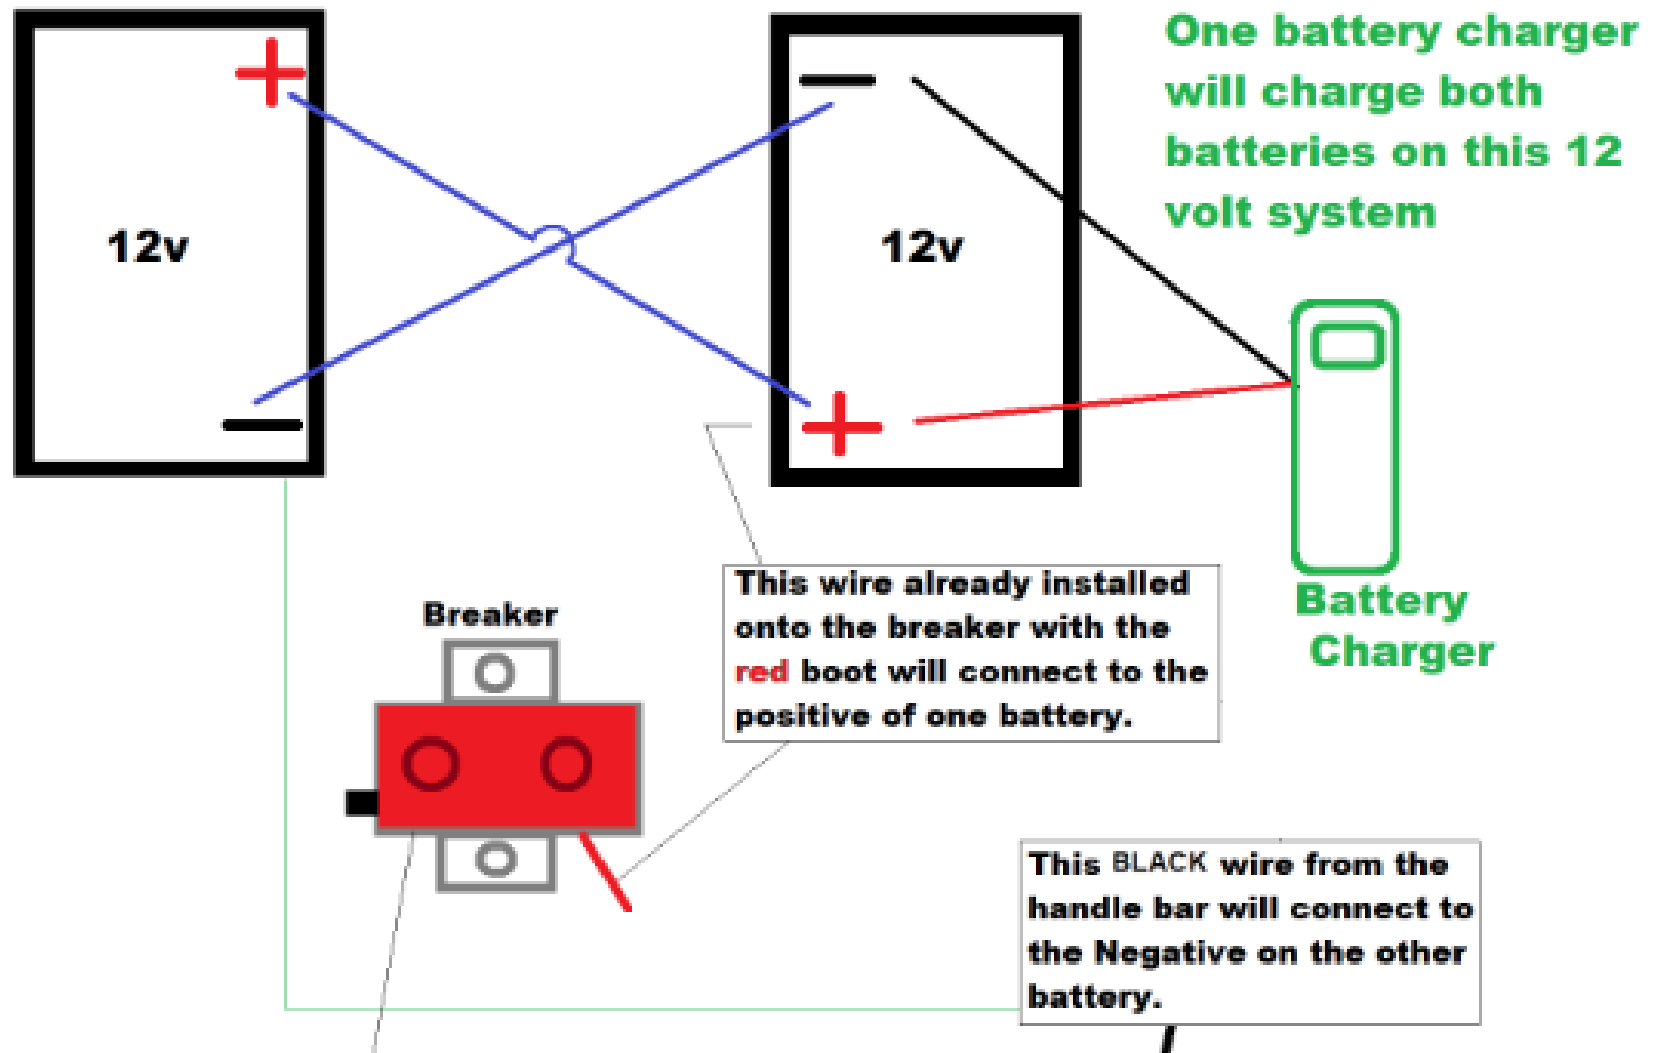 One battery charger
will charge both
batteries on this 12
volt system
12v
12v
Battery
Charger
Breaker
This wire already installed
onto the breaker with the
red boot will connect to the
positive of one battery.
This BLACK wire from the
handle bar will connect to
the Negative on the other
battery.